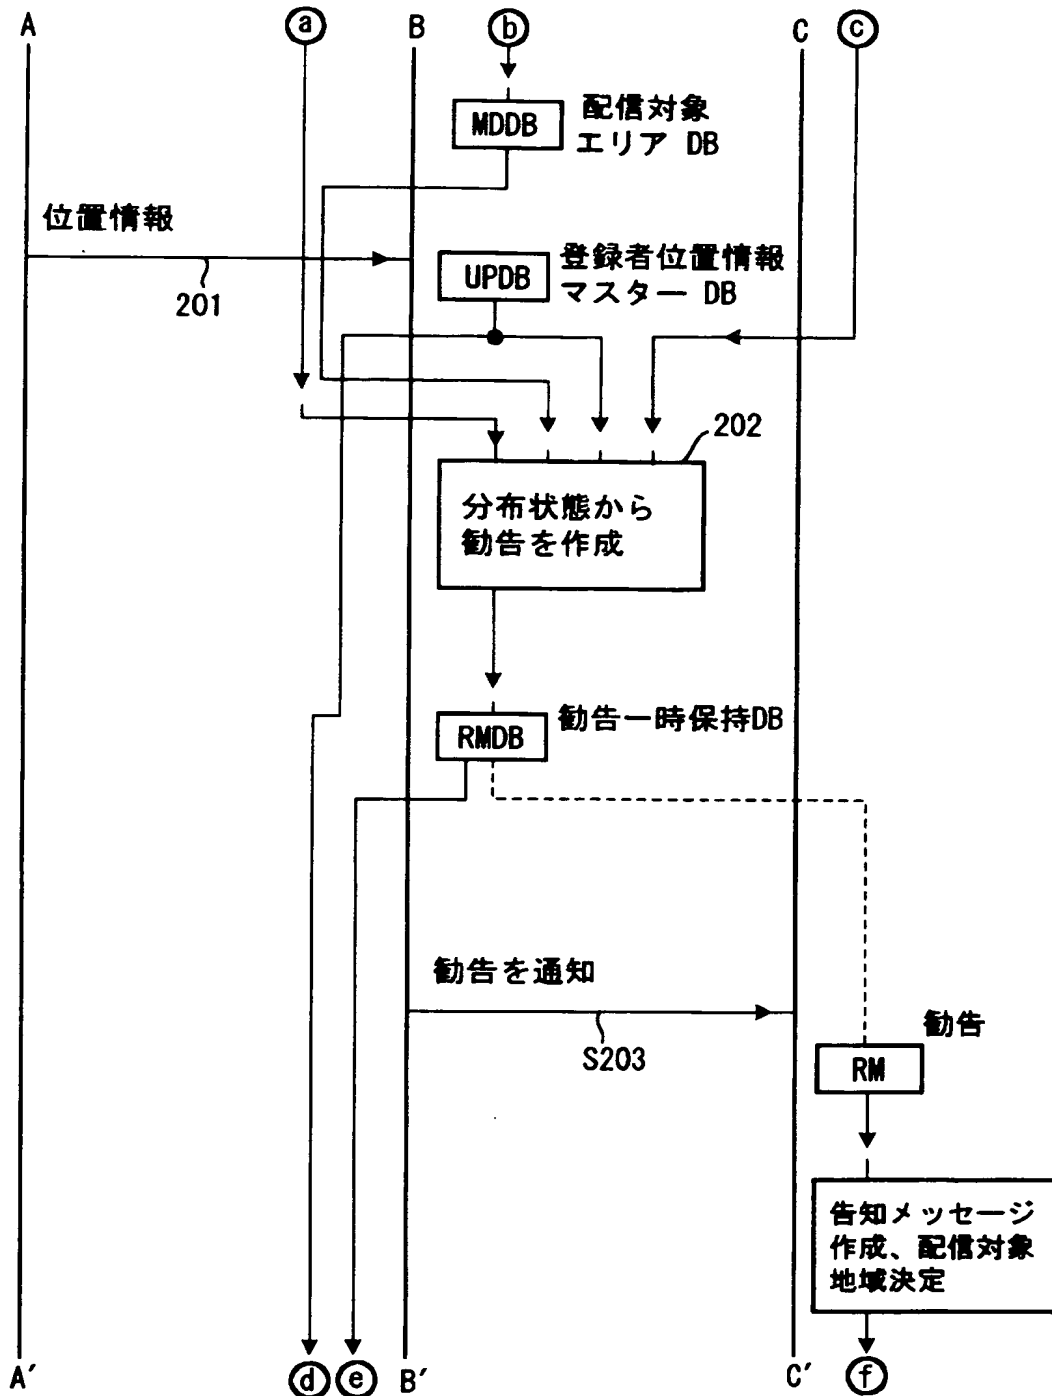 A
ⓐ
B
ⓑ
C
ⓒ
MDDB
配信対象
エリア DB
位置情報
201
UPDB
登録者位置情報
マスター DB
202
分布状態から
勧告を作成
RMDB
勧告一時保持DB
勧告を通知
S203
勧告
RM
告知メッセージ
作成、配信対象
地域決定
A′
ⓓ
ⓔ
B′
C′
ⓕ